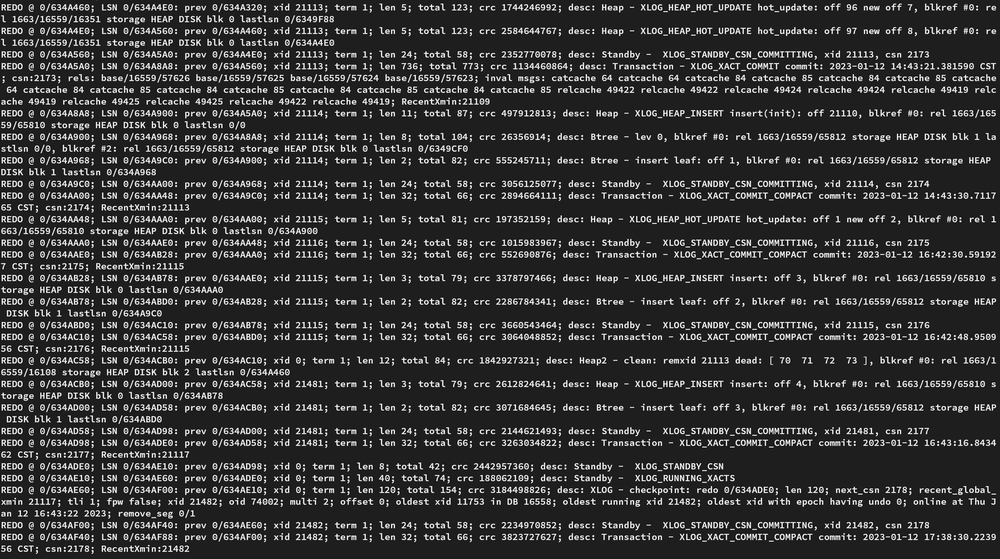 REDO @ 0/634A460; LSN 0/634A4E0: prev 0/634A320; xid 21113; term 1; len 5; total 123; crc 1744246992; desc: Heap - XLOG_HEAP_HOT_UPDATE hot_update: off 96 new off 7, blkref #0: re
l 1663/16559/16351 storage HEAP DISK blk 0 lastlsn 0/6349F88
REDO @ 0/634A4E0; LSN 0/634A560: prev 0/634A460; xid 21113; term 1; len 5; total 123; crc 2584644767; desc: Heap - XLOG_HEAP_HOT_UPDATE hot_update: off 97 new off 8, blkref #0: re
l 1663/16559/16351 storage HEAP DISK blk 0 lastlsn 0/634A4E0
REDO @ 0/634A560; LSN 0/634A5A0: prev 0/634A4E0; xid 21113; term 1; len 24; total 58; crc 2352770078; desc: Standby -  XLOG_STANDBY_CSN_COMMITTING, xid 21113, csn 2173
REDO @ 0/634A5A0; LSN 0/634A8A8: prev 0/634A560; xid 21113; term 1; len 736; total 773; crc 1134460864; desc: Transaction - XLOG_XACT_COMMIT commit: 2023-01-12 14:43:21.381590 CST
; csn:2173; rels: base/16559/57626 base/16559/57625 base/16559/57624 base/16559/57623; inval msgs: catcache 64 catcache 64 catcache 84 catcache 85 catcache 84 catcache 85 catcache
 64 catcache 84 catcache 85 catcache 84 catcache 85 catcache 84 catcache 85 catcache 84 catcache 85 relcache 49422 relcache 49422 relcache 49424 relcache 49424 relcache 49419 relc
ache 49419 relcache 49425 relcache 49425 relcache 49422 relcache 49419; RecentXmin:21109
REDO @ 0/634A8A8; LSN 0/634A900: prev 0/634A5A0; xid 21114; term 1; len 11; total 87; crc 497912813; desc: Heap - XLOG_HEAP_INSERT insert(init): off 21110, blkref #0: rel 1663/165
59/65810 storage HEAP DISK blk 0 lastlsn 0/0
REDO @ 0/634A900; LSN 0/634A968: prev 0/634A8A8; xid 21114; term 1; len 8; total 104; crc 26356914; desc: Btree - lev 0, blkref #0: rel 1663/16559/65812 storage HEAP DISK blk 1 la
stlsn 0/0, blkref #2: rel 1663/16559/65812 storage HEAP DISK blk 0 lastlsn 0/6349CF0
REDO @ 0/634A968; LSN 0/634A9C0: prev 0/634A900; xid 21114; term 1; len 2; total 82; crc 555245711; desc: Btree - insert leaf: off 1, blkref #0: rel 1663/16559/65812 storage HEAP
DISK blk 1 lastlsn 0/634A968
REDO @ 0/634A9C0; LSN 0/634AA00: prev 0/634A968; xid 21114; term 1; len 24; total 58; crc 3056125077; desc: Standby -  XLOG_STANDBY_CSN_COMMITTING, xid 21114, csn 2174
REDO @ 0/634AA00; LSN 0/634AA48: prev 0/634A9C0; xid 21114; term 1; len 32; total 66; crc 2894664111; desc: Transaction - XLOG_XACT_COMMIT_COMPACT commit: 2023-01-12 14:43:30.7117
65 CST; csn:2174; RecentXmin:21113
REDO @ 0/634AA48; LSN 0/634AAA0: prev 0/634AA00; xid 21115; term 1; len 5; total 81; crc 197352159; desc: Heap - XLOG_HEAP_HOT_UPDATE hot_update: off 1 new off 2, blkref #0: rel 1
663/16559/65810 storage HEAP DISK blk 0 lastlsn 0/634A900
REDO @ 0/634AAA0; LSN 0/634AAE0: prev 0/634AA48; xid 21116; term 1; len 24; total 58; crc 1015983967; desc: Standby -  XLOG_STANDBY_CSN_COMMITTING, xid 21116, csn 2175
REDO @ 0/634AAE0; LSN 0/634AB28: prev 0/634AAA0; xid 21116; term 1; len 32; total 66; crc 552690876; desc: Transaction - XLOG_XACT_COMMIT_COMPACT commit: 2023-01-12 16:42:30.59192
7 CST; csn:2175; RecentXmin:21115
REDO @ 0/634AB28; LSN 0/634AB78: prev 0/634AAE0; xid 21115; term 1; len 3; total 79; crc 3378797466; desc: Heap - XLOG_HEAP_INSERT insert: off 3, blkref #0: rel 1663/16559/65810 s
torage HEAP DISK blk 0 lastlsn 0/634AAA0
REDO @ 0/634AB78; LSN 0/634ABD0: prev 0/634AB28; xid 21115; term 1; len 2; total 82; crc 2286784341; desc: Btree - insert leaf: off 2, blkref #0: rel 1663/16559/65812 storage HEAP
 DISK blk 1 lastlsn 0/634A9C0
REDO @ 0/634ABD0; LSN 0/634AC10: prev 0/634AB78; xid 21115; term 1; len 24; total 58; crc 3660543464; desc: Standby -  XLOG_STANDBY_CSN_COMMITTING, xid 21115, csn 2176
REDO @ 0/634AC10; LSN 0/634AC58: prev 0/634ABD0; xid 21115; term 1; len 32; total 66; crc 3064048852; desc: Transaction - XLOG_XACT_COMMIT_COMPACT commit: 2023-01-12 16:42:48.9509
56 CST; csn:2176; RecentXmin:21115
REDO @ 0/634AC58; LSN 0/634ACB0: prev 0/634AC10; xid 0; term 1; len 12; total 84; crc 1842927321; desc: Heap2 - clean: remxid 21113 dead: [ 70  71  72  73 ], blkref #0: rel 1663/1
6559/16108 storage HEAP DISK blk 2 lastlsn 0/634A460
REDO @ 0/634ACB0; LSN 0/634AD00: prev 0/634AC58; xid 21481; term 1; len 3; total 79; crc 2612824641; desc: Heap - XLOG_HEAP_INSERT insert: off 4, blkref #0: rel 1663/16559/65810 s
torage HEAP DISK blk 0 lastlsn 0/634AB78
REDO @ 0/634AD00; LSN 0/634AD58: prev 0/634ACB0; xid 21481; term 1; len 2; total 82; crc 3071684645; desc: Btree - insert leaf: off 3, blkref #0: rel 1663/16559/65812 storage HEAP
 DISK blk 1 lastlsn 0/634ABD0
REDO @ 0/634AD58; LSN 0/634AD98: prev 0/634AD00; xid 21481; term 1; len 24; total 58; crc 2144621493; desc: Standby -  XLOG_STANDBY_CSN_COMMITTING, xid 21481, csn 2177
REDO @ 0/634AD98; LSN 0/634ADE0: prev 0/634AD58; xid 21481; term 1; len 32; total 66; crc 3263034822; desc: Transaction - XLOG_XACT_COMMIT_COMPACT commit: 2023-01-12 16:43:16.8434
62 CST; csn:2177; RecentXmin:21117
REDO @ 0/634ADE0; LSN 0/634AE10: prev 0/634AD98; xid 0; term 1; len 8; total 42; crc 2442957360; desc: Standby -  XLOG_STANDBY_CSN
REDO @ 0/634AE10; LSN 0/634AE60: prev 0/634ADE0; xid 0; term 1; len 40; total 74; crc 188062109; desc: Standby -  XLOG_RUNNING_XACTS
REDO @ 0/634AE60; LSN 0/634AF00: prev 0/634AE10; xid 0; term 1; len 120; total 154; crc 3184498826; desc: XLOG - checkpoint: redo 0/634ADE0; len 120; next_csn 2178; recent_global_
xmin 21117; tli 1; fpw false; xid 21482; oid 74002; multi 2; offset 0; oldest xid 11753 in DB 16558; oldest running xid 21482; oldest xid with epoch having undo 0; online at Thu J
an 12 16:43:22 2023; remove_seg 0/1
REDO @ 0/634AF00; LSN 0/634AF40: prev 0/634AE60; xid 21482; term 1; len 24; total 58; crc 2234970852; desc: Standby -  XLOG_STANDBY_CSN_COMMITTING, xid 21482, csn 2178
REDO @ 0/634AF40; LSN 0/634AF88: prev 0/634AF00; xid 21482; term 1; len 32; total 66; crc 3823727627; desc: Transaction - XLOG_XACT_COMMIT_COMPACT commit: 2023-01-12 17:38:30.2239
56 CST; csn:2178; RecentXmin:21482